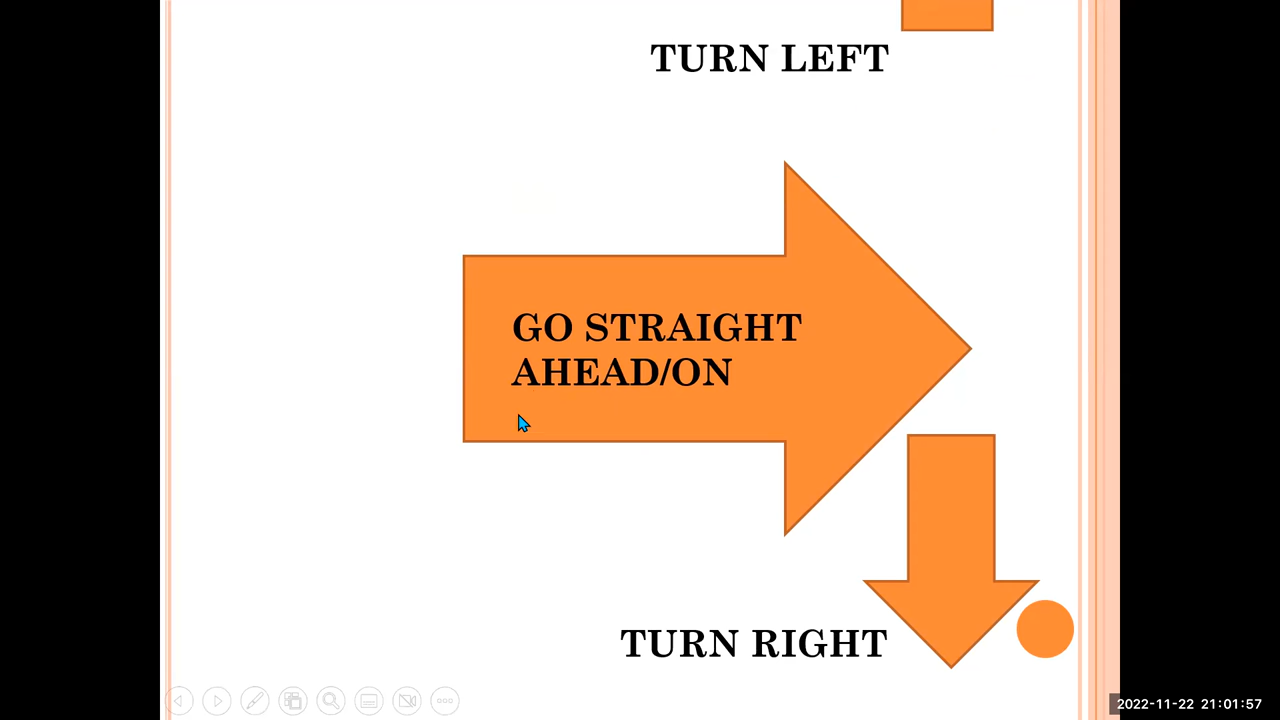 TURN LEFT
GO STRAIGHT
AHEAD/ON
TURN RIGHT
2022-11-22 21:01:57